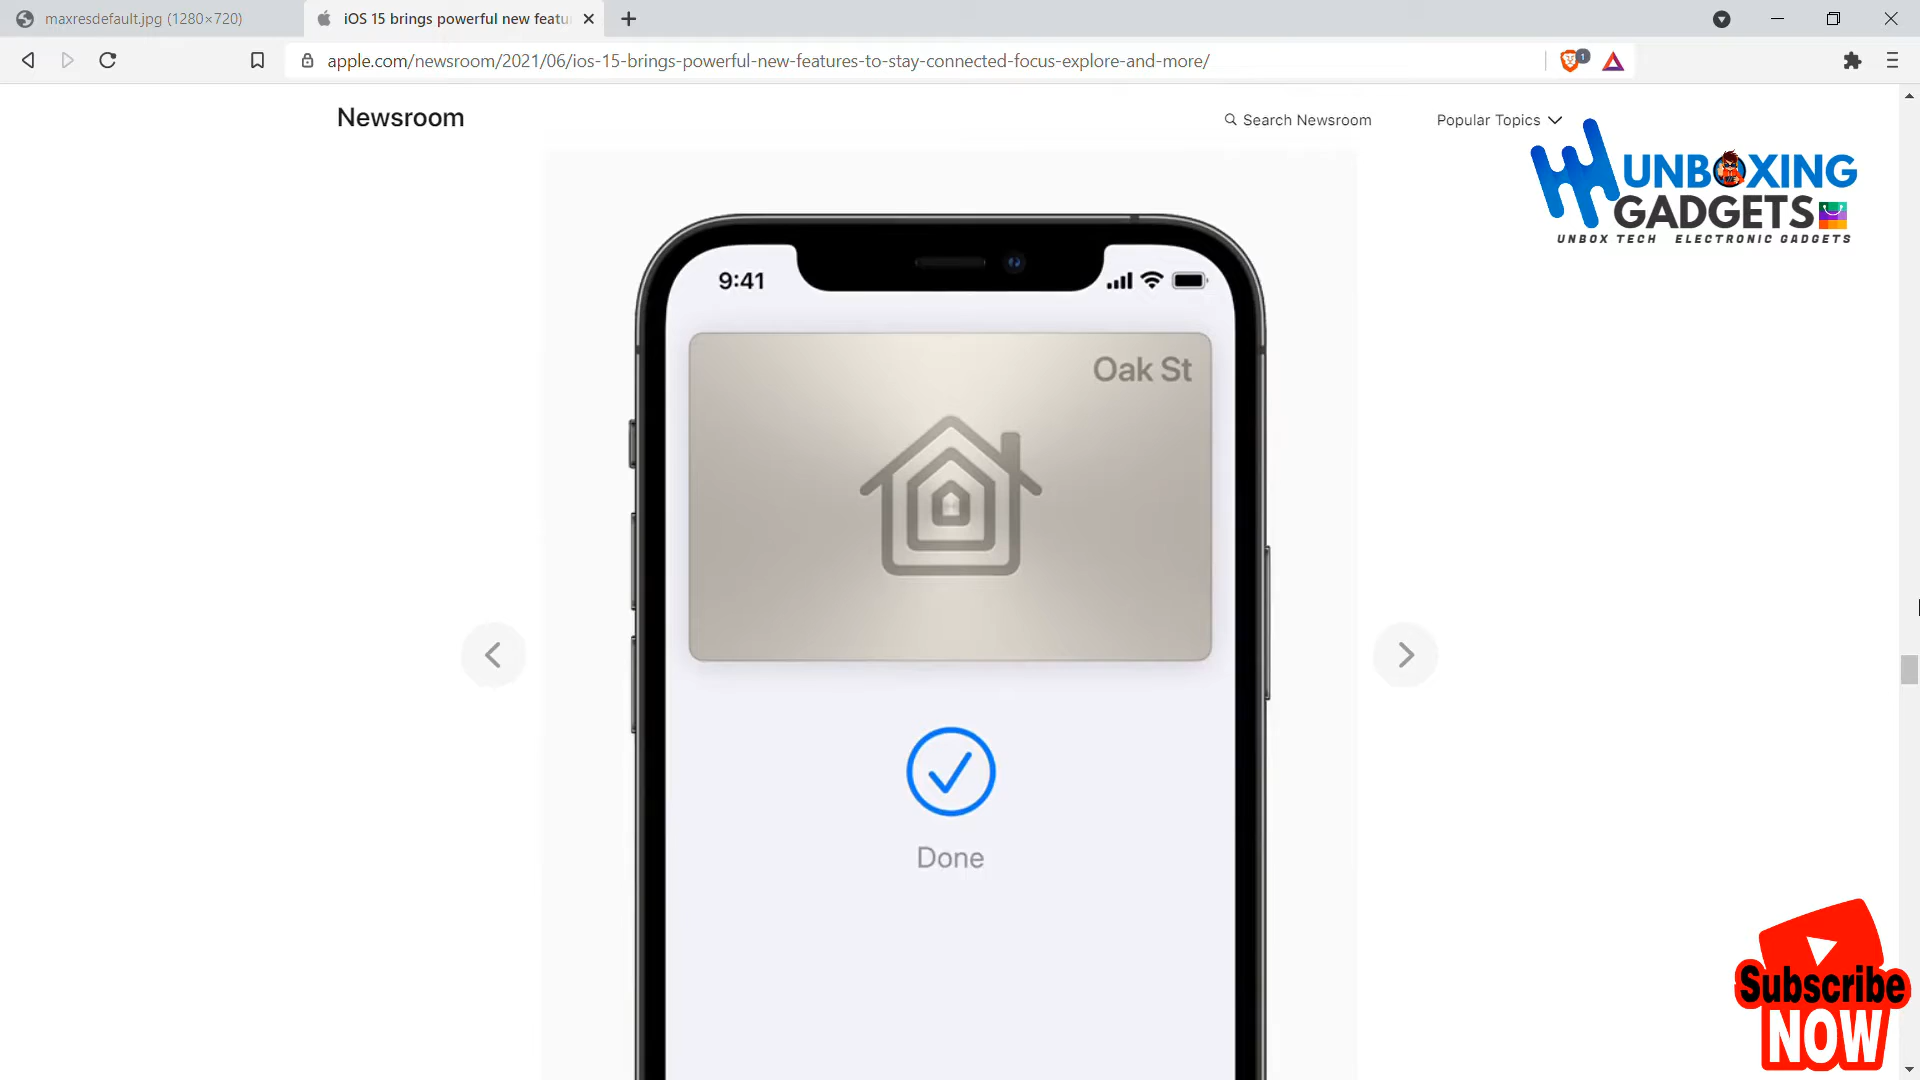 maxresdefault.jpg (1280×720)
iOS 15 brings powerful new featu
apple.com/newsroom/2021/06/ios-15-brings-powerful-new-features-to-stay-connected-focus-explore-and-more/
1
Newsroom
Search Newsroom
Popular Topics
UNBOXING
GADGETS
UNBOX TECH ELECTRONIC GADGETS
9:41
Oak St
Done
Subscribe
NOW